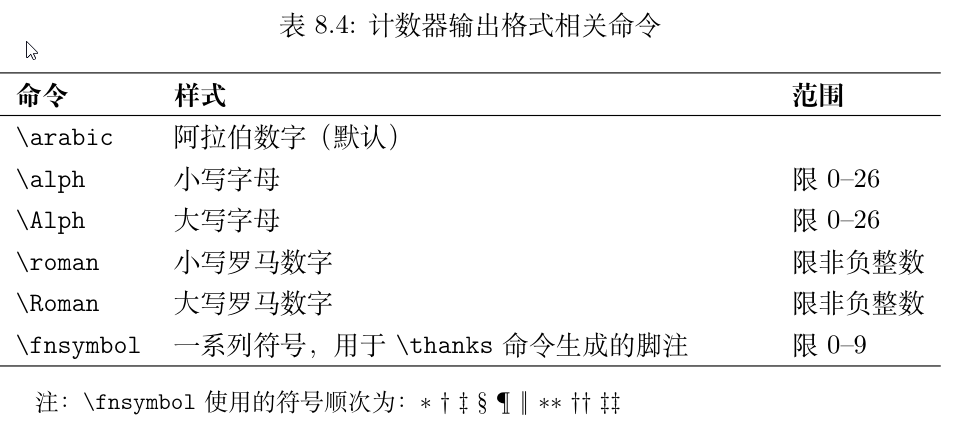 表 8.4: 计数器输出格式相关命令
命令 样式 范围
\arabic 阿拉伯数字（默认）
\alph 小写字母 限 0–26
\Alph 大写字母 限 0–26
\roman 小写罗马数字 限非负整数
\Roman 大写罗马数字 限非负整数
\fnsymbol 一系列符号，用于 \thanks 命令生成的脚注 限 0–9
注：\fnsymbol 使用的符号顺次为：∗ † ‡ § ¶ ‖ ∗∗ †† ‡‡